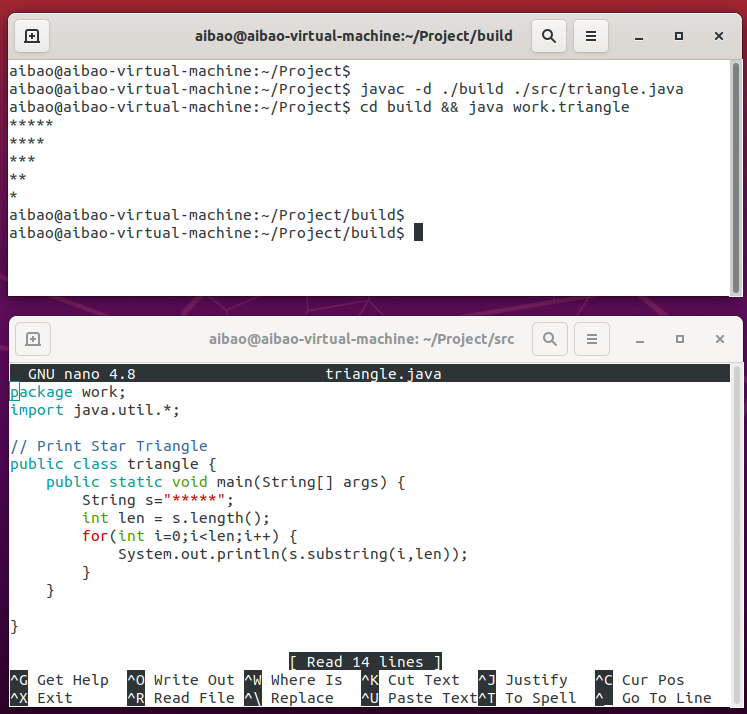 aibao@aibao-virtual-machine:~/Project/build
aibao@aibao-virtual-machine:~/Project$
aibao@aibao-virtual-machine:~/Project$ javac -d ./build ./src/triangle.java
aibao@aibao-virtual-machine:~/Project$ cd build && java work.triangle
*****
****
***
**
*
aibao@aibao-virtual-machine:~/Project/build$
aibao@aibao-virtual-machine:~/Project/build$
aibao@aibao-virtual-machine: ~/Project/src
GNU nano 4.8 triangle.java
package work;
import java.util.*;
// Print Star Triangle
public class triangle {
    public static void main(String[] args) {
        String s="*****";
        int len = s.length();
        for(int i=0;i<len;i++) {
            System.out.println(s.substring(i,len));
        }
    }
}
[ Read 14 lines ]
^G Get Help ^O Write Out ^W Where Is ^K Cut Text ^J Justify ^C Cur Pos
^X Exit ^R Read File ^\ Replace ^U Paste Text ^T To Spell ^_ Go To Line